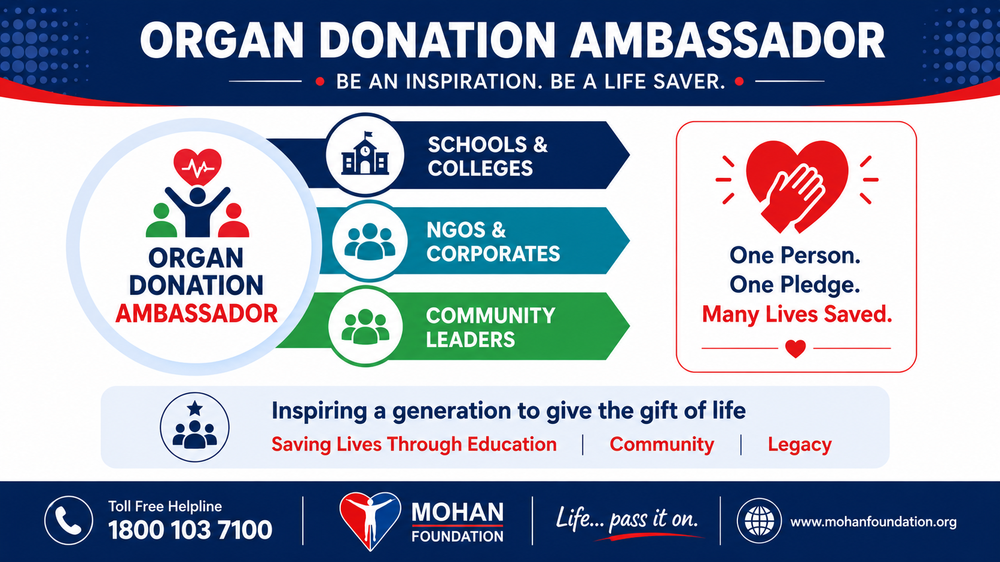 ORGAN DONATION AMBASSADOR
BE AN INSPIRATION. BE A LIFE SAVER.
ORGAN
DONATION
AMBASSADOR
SCHOOLS &
COLLEGES
NGOS &
CORPORATES
COMMUNITY
LEADERS
One Person.
One Pledge.
Many Lives Saved.
Inspiring a generation to give the gift of life
Saving Lives Through Education | Community | Legacy
Toll Free Helpline
1800 103 7100
MOHAN
FOUNDATION
Life... pass it on.
www.mohanfoundation.org